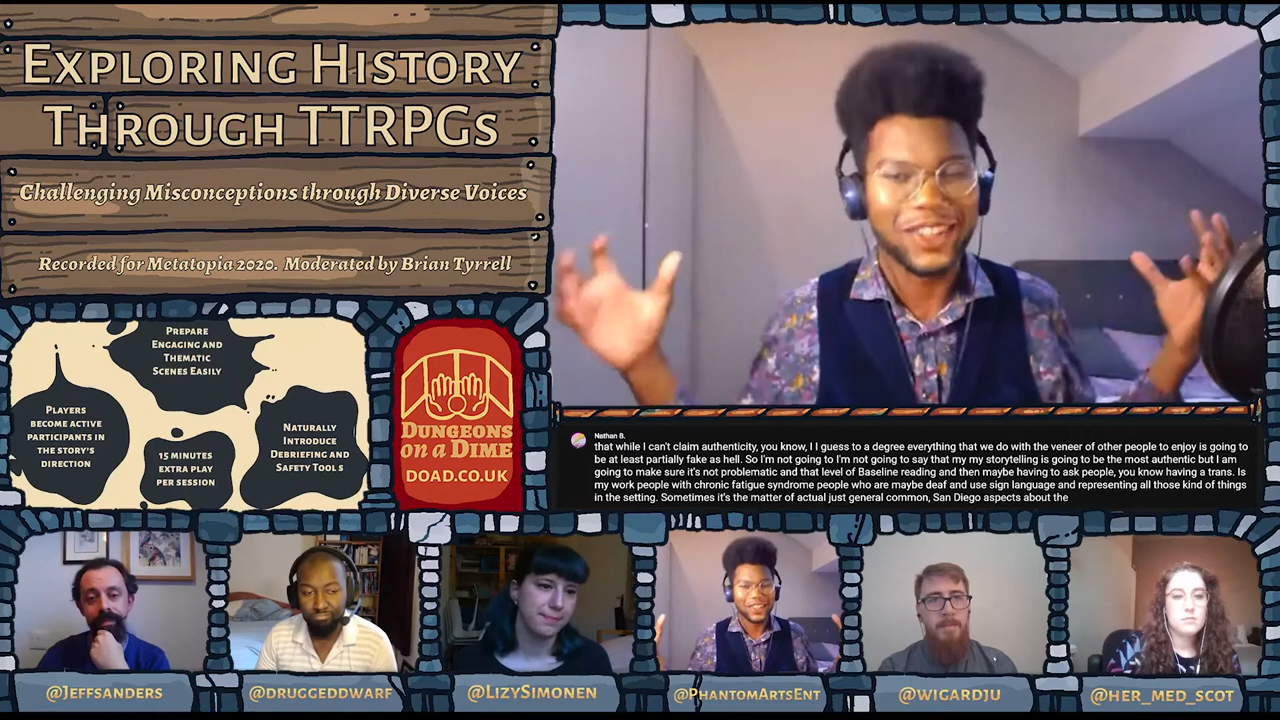 Exploring History
Through TTRPGs
Challenging Misconceptions through Diverse Voices
Recorded for Metatopia 2020. Moderated by Brian Tyrrell
Prepare
Engaging and
Thematic
Scenes Easily
Players
become active
participants in
the story's
direction
15 minutes
extra play
per session
Naturally
Introduce
Debriefing and
Safety Tools
Dungeons
on a Dime
DOAD.CO.UK
Nathan B.
that while I can't claim authenticity, you know, I I guess to a degree everything that we do with the veneer of other people to enjoy is going to
be at least partially fake as hell. So I'm not going to I'm not going to say that my my storytelling is going to be the most authentic but I am
going to make sure it's not problematic and that level of Baseline reading and then maybe having to ask people, you know having a trans. Is
my work people with chronic fatigue syndrome people who are maybe deaf and use sign language and representing all those kind of things
in the setting. Sometimes it's the matter of actual just general common, San Diego aspects about the
@Jeffsanders
@druggeddwarf
@LizySimonen
@PhantomArtsEnt
@wigardju
@her_med_scot